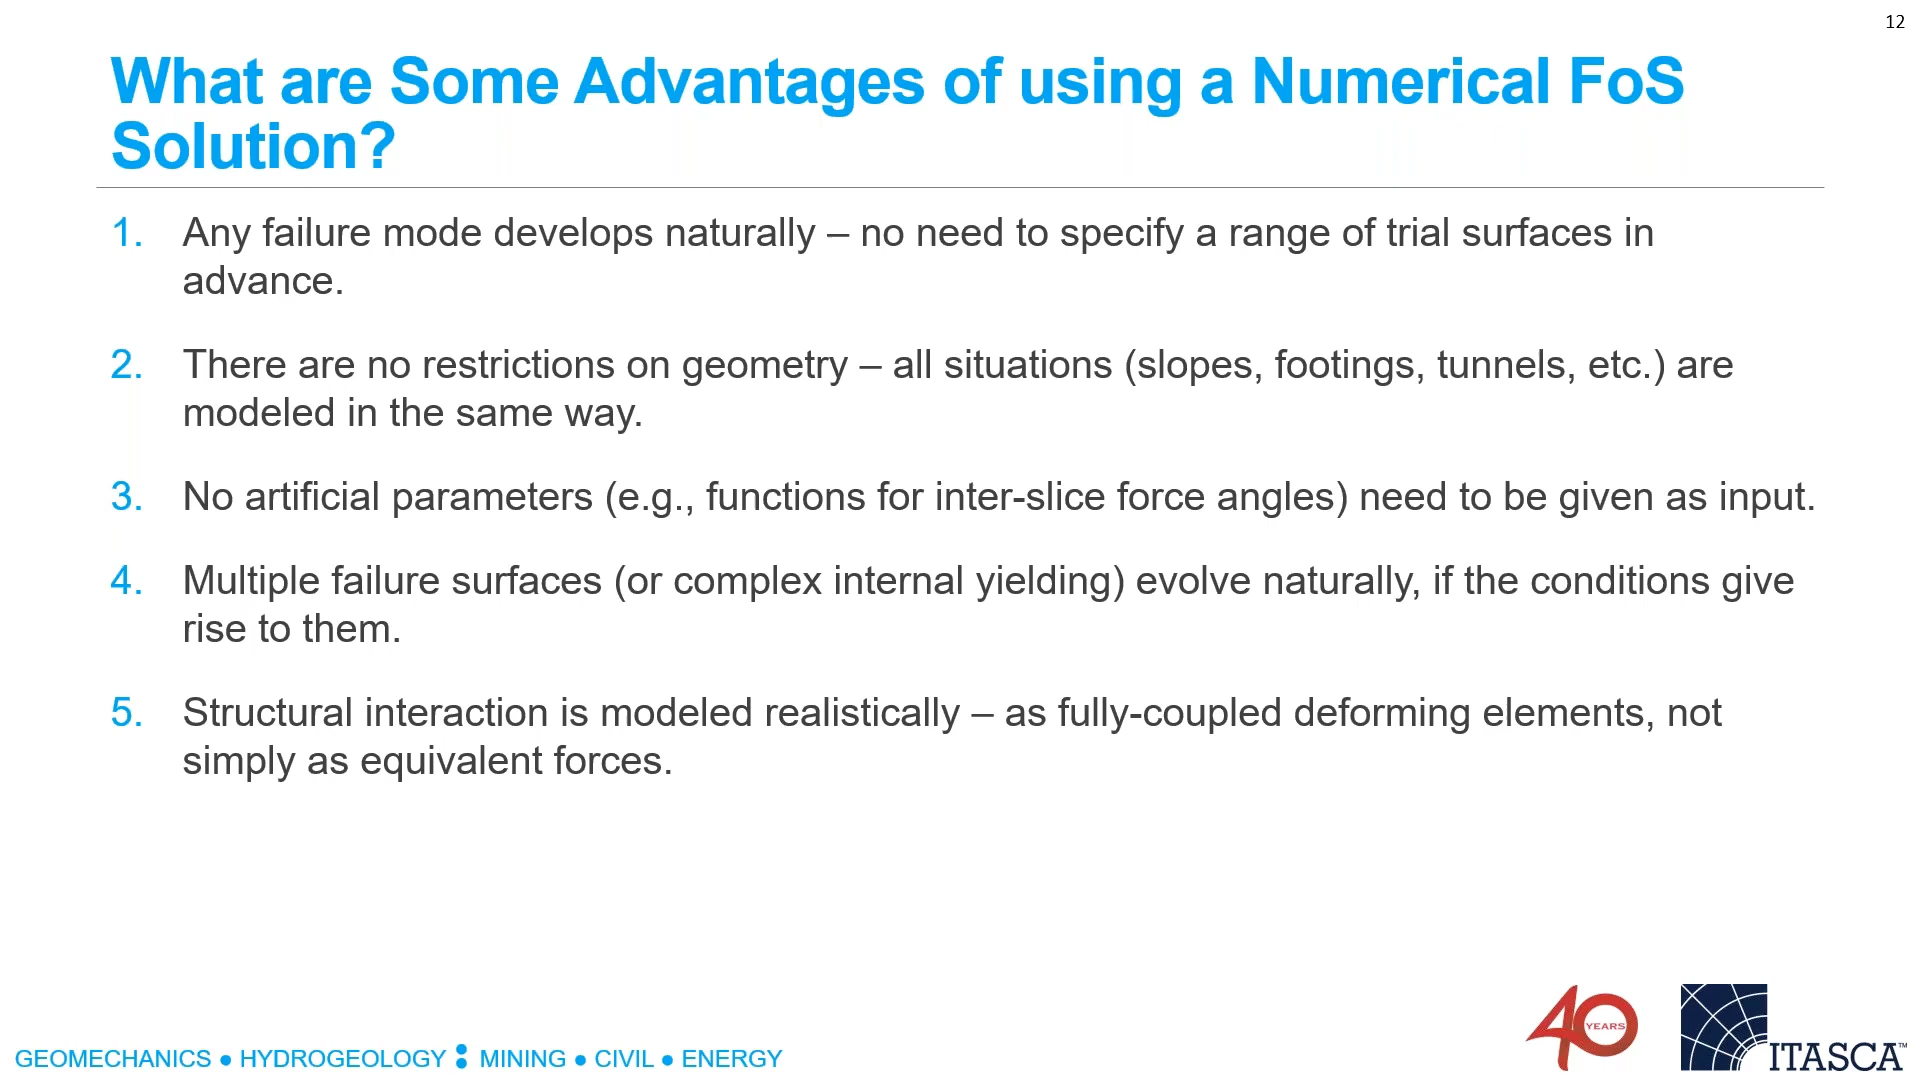 12
What are Some Advantages of using a Numerical FoS
Solution?
1. Any failure mode develops naturally – no need to specify a range of trial surfaces in
advance.
2. There are no restrictions on geometry – all situations (slopes, footings, tunnels, etc.) are
modeled in the same way.
3. No artificial parameters (e.g., functions for inter-slice force angles) need to be given as input.
4. Multiple failure surfaces (or complex internal yielding) evolve naturally, if the conditions give
rise to them.
5. Structural interaction is modeled realistically – as fully-coupled deforming elements, not
simply as equivalent forces.
40 YEARS
ITASCA™
GEOMECHANICS ● HYDROGEOLOGY : MINING ● CIVIL ● ENERGY